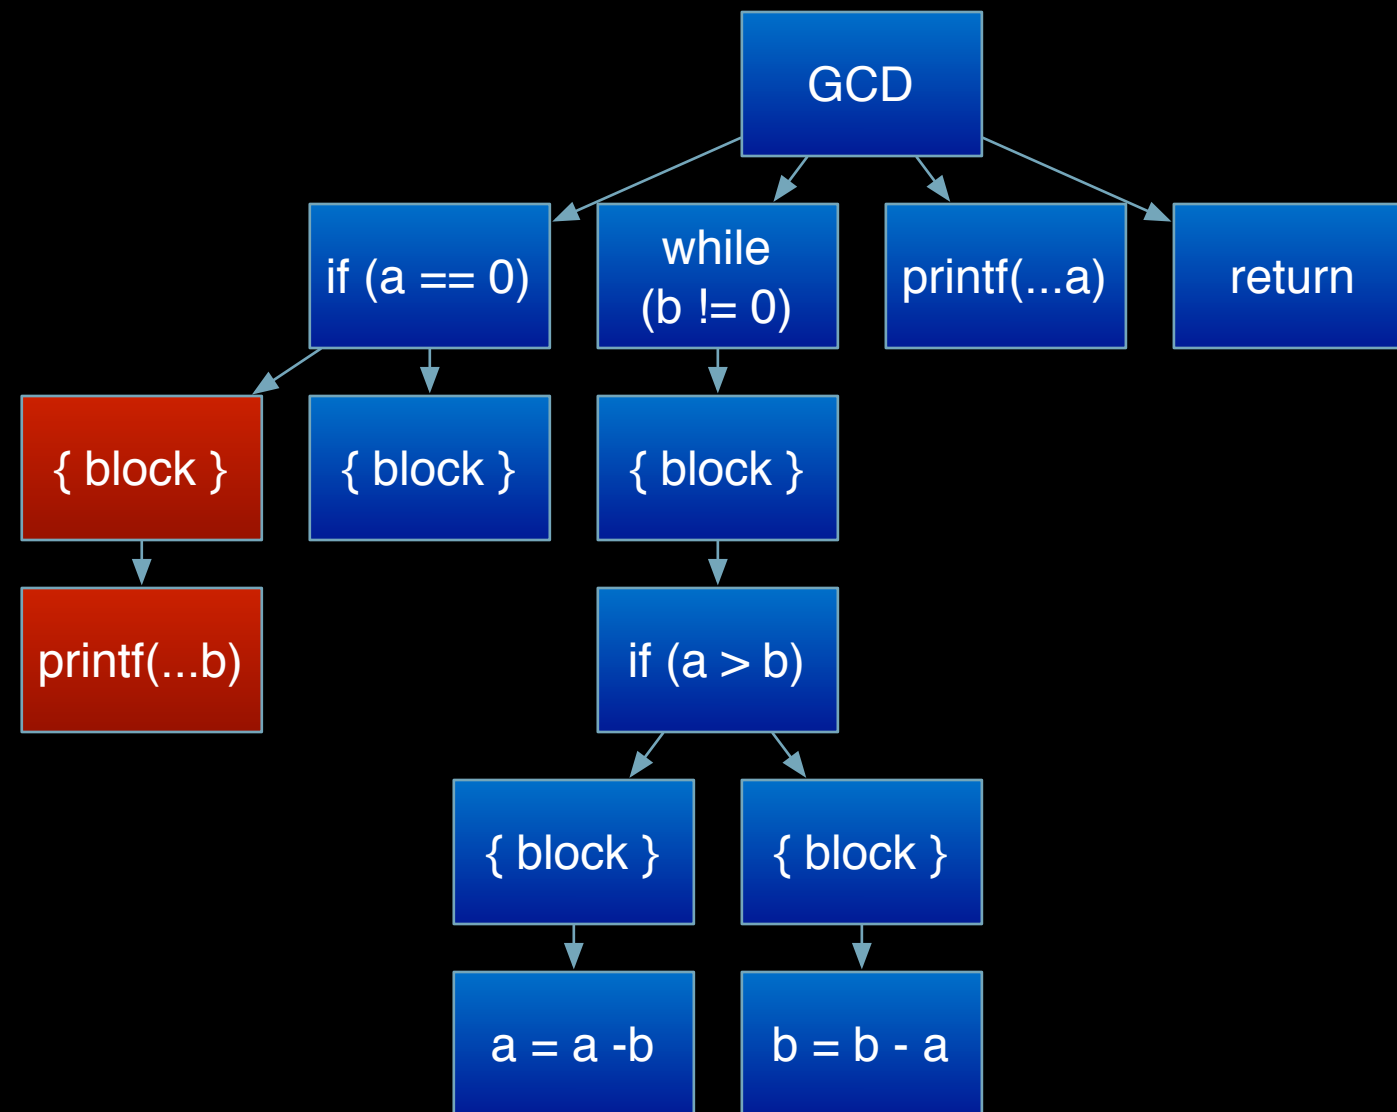 GCD
if (a == 0)
while
(b != 0)
printf(...a)
return
{ block }
{ block }
{ block }
printf(...b)
if (a > b)
{ block }
{ block }
a = a -b
b = b - a